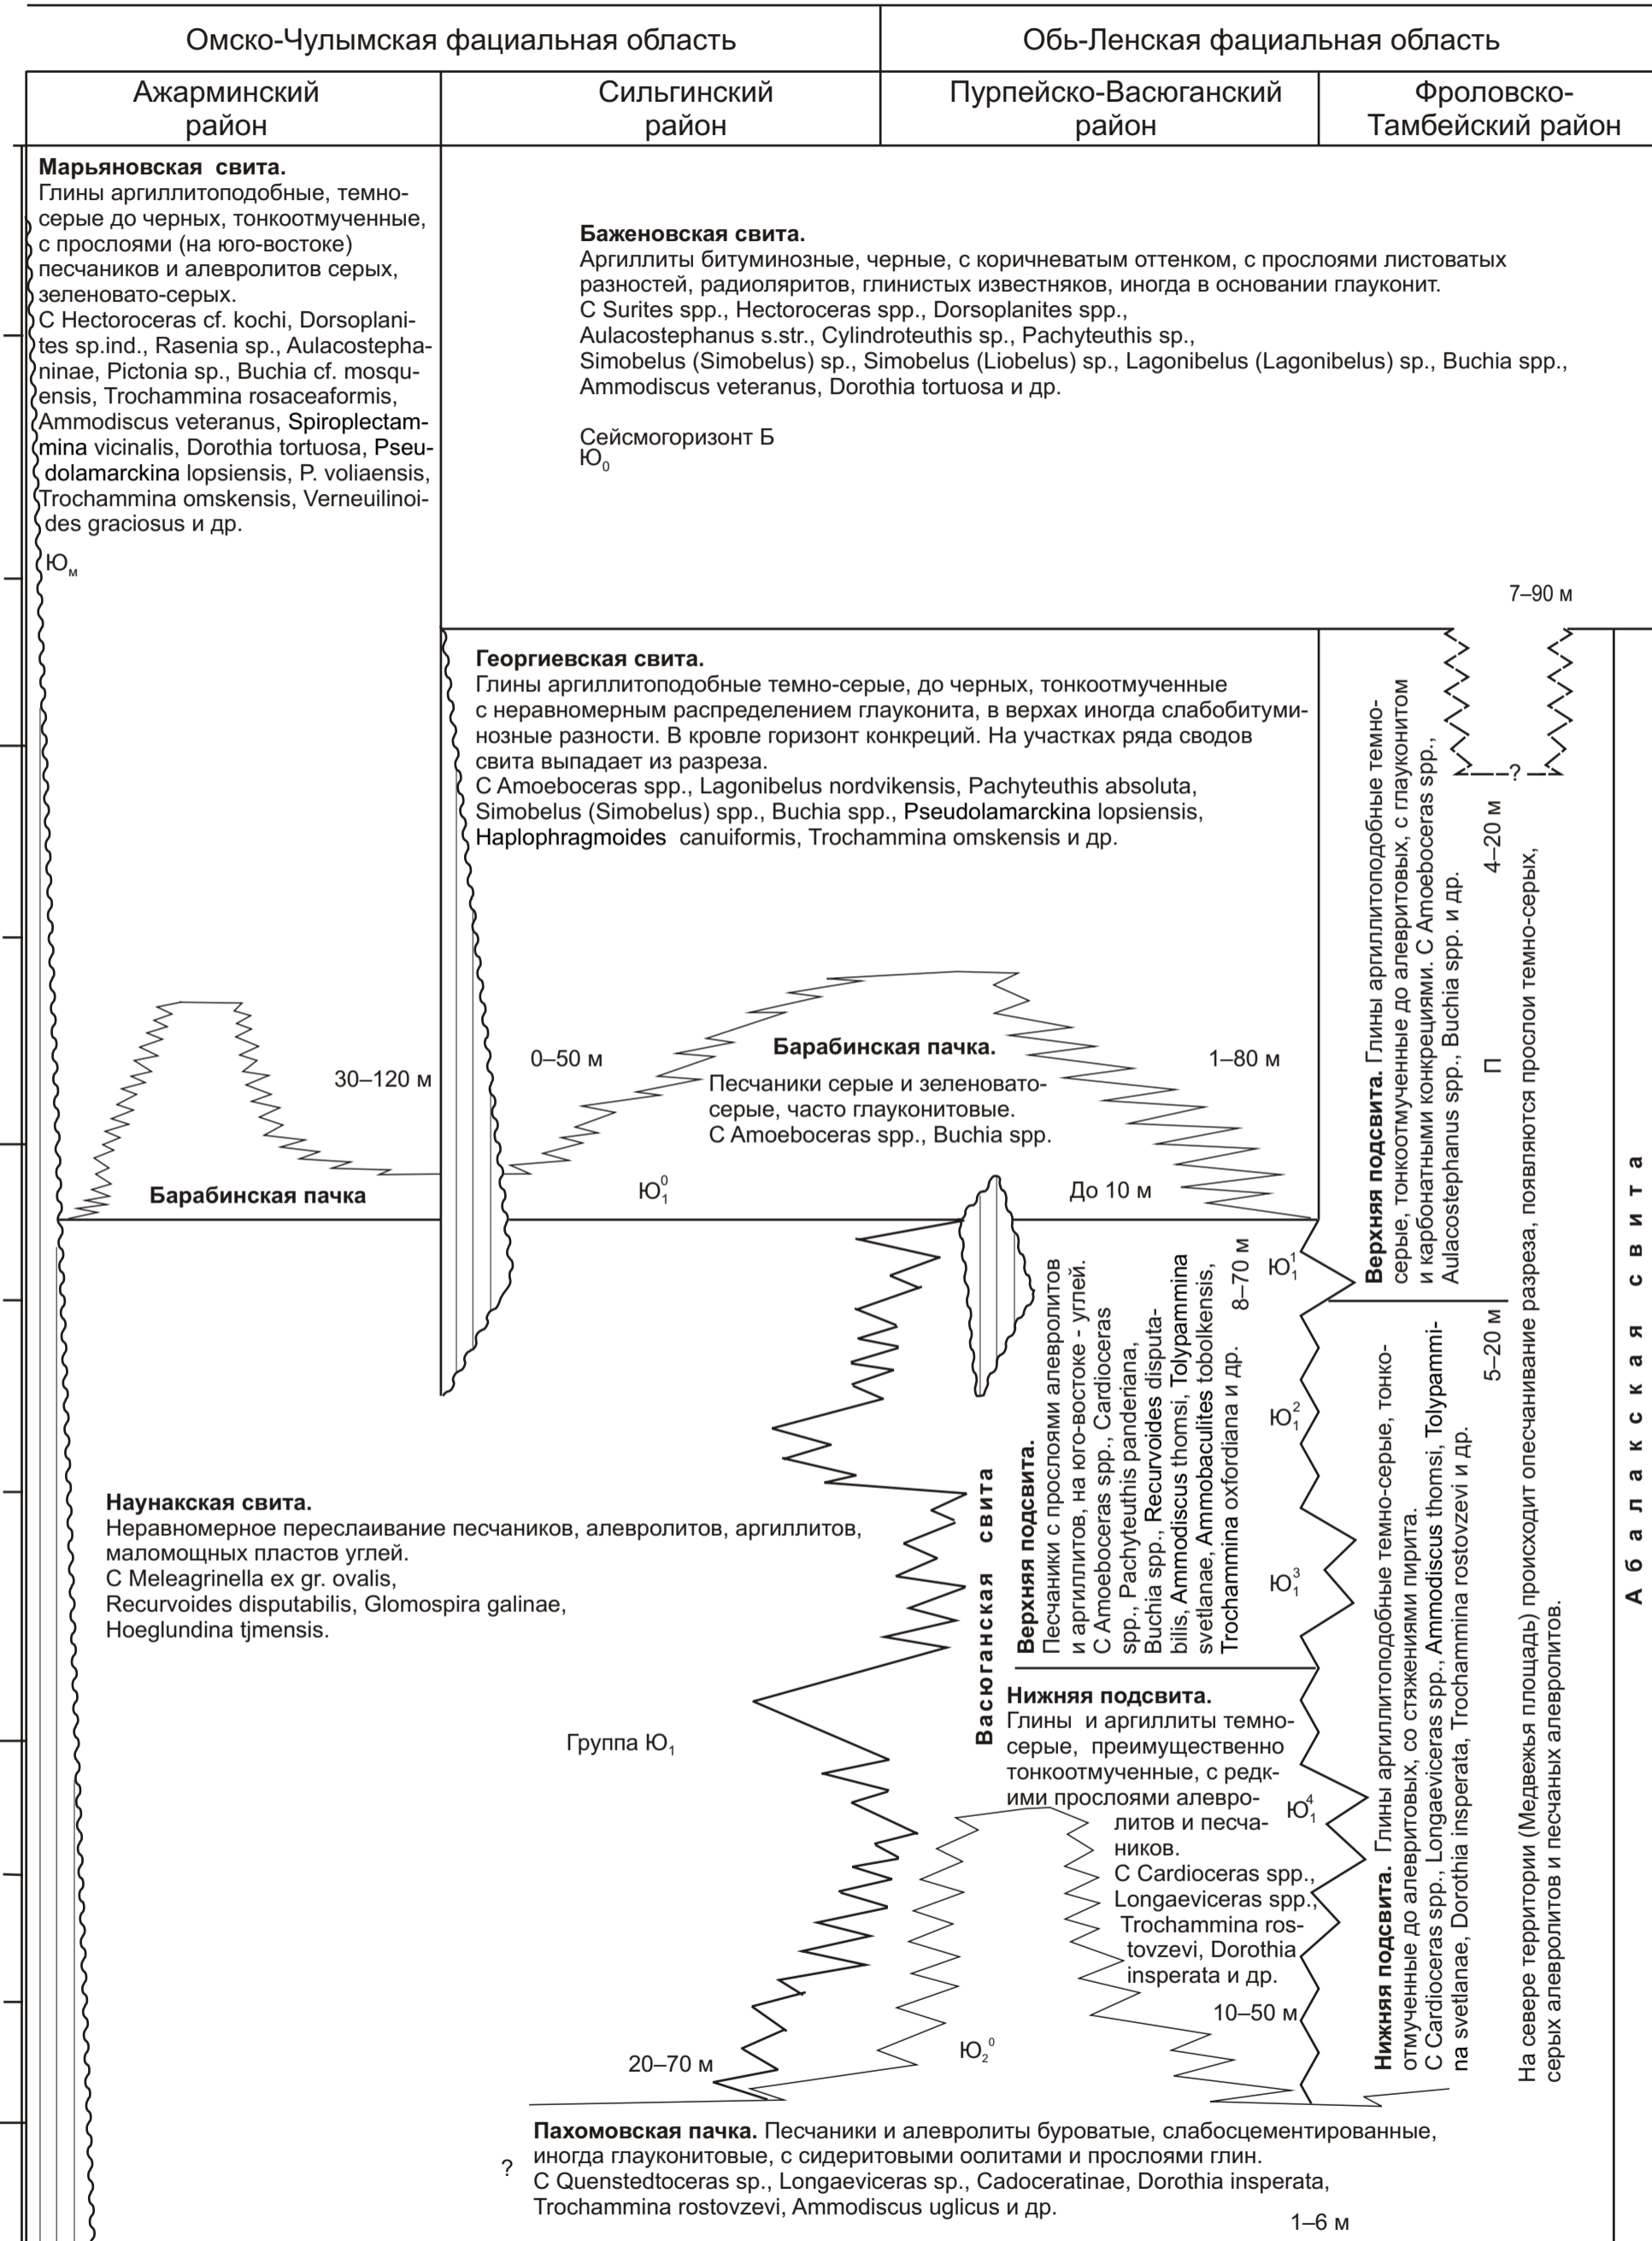 Омско-Чулымская фациальная область
Обь-Ленская фациальная область
Ажарминский
район
Сильгинский
район
Пурпейско-Васюганский
район
Фроловско-
Тамбейский район
Марьяновская свита.
Глины аргиллитоподобные, темно-
серые до черных, тонкоотмученные,
с прослоями (на юго-востоке)
песчаников и алевролитов серых,
зеленовато-серых.
С Hectoroceras cf. kochi, Dorsoplani-
tes sp.ind., Rasenia sp., Aulacostepha-
ninae, Pictonia sp., Buchia cf. mosqu-
ensis, Trochammina rosaceaformis,
Ammodiscus veteranus, Spiroplectam-
mina vicinalis, Dorothia tortuosa, Pseu-
dolamarckina lopsiensis, P. voliaensis,
Trochammina omskensis, Verneuilinoi-
des graciosus и др.
Юм
30–120 м
Барабинская пачка
Баженовская свита.
Аргиллиты битуминозные, черные, с коричневатым оттенком, с прослоями листоватых
разностей, радиоляритов, глинистых известняков, иногда в основании глауконит.
С Surites spp., Hectoroceras spp., Dorsoplanites spp.,
Aulacostephanus s.str., Cylindroteuthis sp., Pachyteuthis sp.,
Simobelus (Simobelus) sp., Simobelus (Liobelus) sp., Lagonibelus (Lagonibelus) sp., Buchia spp.,
Ammodiscus veteranus, Dorothia tortuosa и др.
Сейсмогоризонт Б
Ю0
7–90 м
Георгиевская свита.
Глины аргиллитоподобные темно-серые, до черных, тонкоотмученные
с неравномерным распределением глауконита, в верхах иногда слабобитуми-
нозные разности. В кровле горизонт конкреций. На участках ряда сводов
свита выпадает из разреза.
С Amoeboceras spp., Lagonibelus nordvikensis, Pachyteuthis absoluta,
Simobelus (Simobelus) spp., Buchia spp., Pseudolamarckina lopsiensis,
Haplophragmoides canuiformis, Trochammina omskensis и др.
0–50 м
1–80 м
Барабинская пачка.
Песчаники серые и зеленовато-
серые, часто глауконитовые.
С Amoeboceras spp., Buchia spp.
Ю1 0
До 10 м
Наунакская свита.
Неравномерное переслаивание песчаников, алевролитов, аргиллитов,
маломощных пластов углей.
С Meleagrinella ex gr. ovalis,
Recurvoides disputabilis, Glomospira galinae,
Hoeglundina tjmensis.
Группа Ю1
20–70 м
Васюганская свита
Верхняя подсвита.
Песчаники с прослоями алевролитов
и аргиллитов, на юго-востоке - углей.
С Amoeboceras spp., Cardioceras
spp., Pachyteuthis panderiana,
Buchia spp., Recurvoides disputa-
bilis, Ammodiscus thomsi, Tolypammina
svetlanae, Ammobaculites tobolkensis,
Trochammina oxfordiana и др.
8–70 м
Ю1 1
Ю1 2
Ю1 3
Нижняя подсвита.
Глины и аргиллиты темно-
серые, преимущественно
тонкоотмученные, с редк-
ими прослоями алевро-
литов и песча-
ников.
С Cardioceras spp.,
Longaeviceras spp.,
Trochammina ros-
tovzevi, Dorothia
insperata и др.
Ю1 4
10–50 м
Ю2 0
Верхняя подсвита. Глины аргиллитоподобные темно-
серые, тонкоотмученные до алевритовых, с глауконитом
и карбонатными конкрециями. С Amoeboceras spp.,
Aulacostephanus spp., Buchia spp. и др.
4–20 м
П
?
Нижняя подсвита. Глины аргиллитоподобные темно-серые, тонко-
отмученные до алевритовых, со стяжениями пирита.
С Cardioceras spp., Longaeviceras spp., Ammodiscus thomsi, Tolypammi-
na svetlanae, Dorothia insperata, Trochammina rostovzevi и др.
5–20 м
На севере территории (Медвежья площадь) происходит опесчанивание разреза, появляются прослои темно-серых,
серых алевролитов и песчаных алевролитов.
Абалакская свита
Пахомовская пачка. Песчаники и алевролиты буроватые, слабосцементированные,
иногда глауконитовые, с сидеритовыми оолитами и прослоями глин.
С Quenstedtoceras sp., Longaeviceras sp., Cadoceratinae, Dorothia insperata,
Trochammina rostovzevi, Ammodiscus uglicus и др.
?
1–6 м